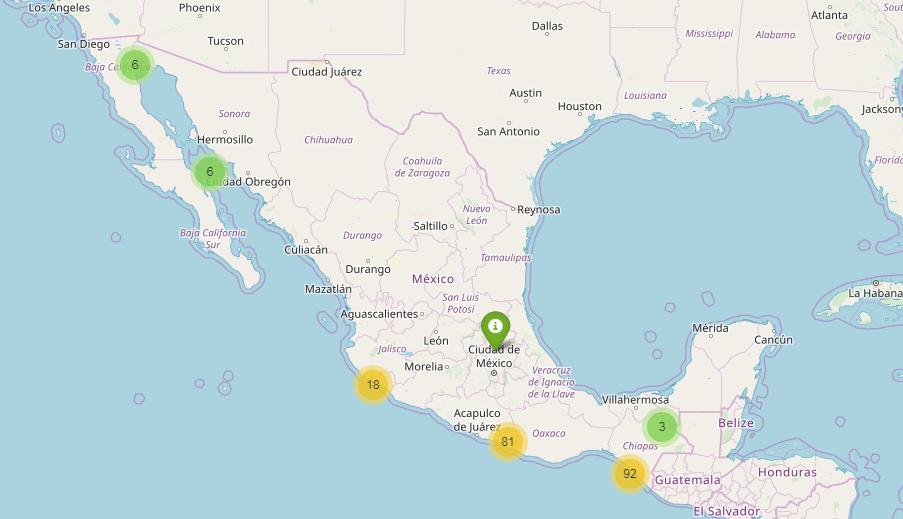 Los Angeles
Phoenix
Dallas
Atlanta
Mississippi
Alabama
Georgia
San Diego
Tucson
Baja Cal
6
Ciudad Juárez
Texas
Austin
Houston
Louisiana
Jackson
San Antonio
Sonora
Hermosillo
Chihuahua
Coahuila
de Zaragoza
6
Ciudad Obregón
Florida
Nuevo
León
Reynosa
Saltillo
Baja California
Sur
Durango
Culiacán
Tamaulipas
Durango
México
Mazatlán
San Luis
Potosí
La Habana
Aguascalientes
León
Mérida
Cancún
Jalisco
Ciudad de
México
Morelia
Veracruz
de Ignacio
de la Llave
18
Villahermosa
Acapulco
de Juárez
Oaxaca
81
3
Chiapas
Belize
92
Guatemala
Honduras
El Salvador